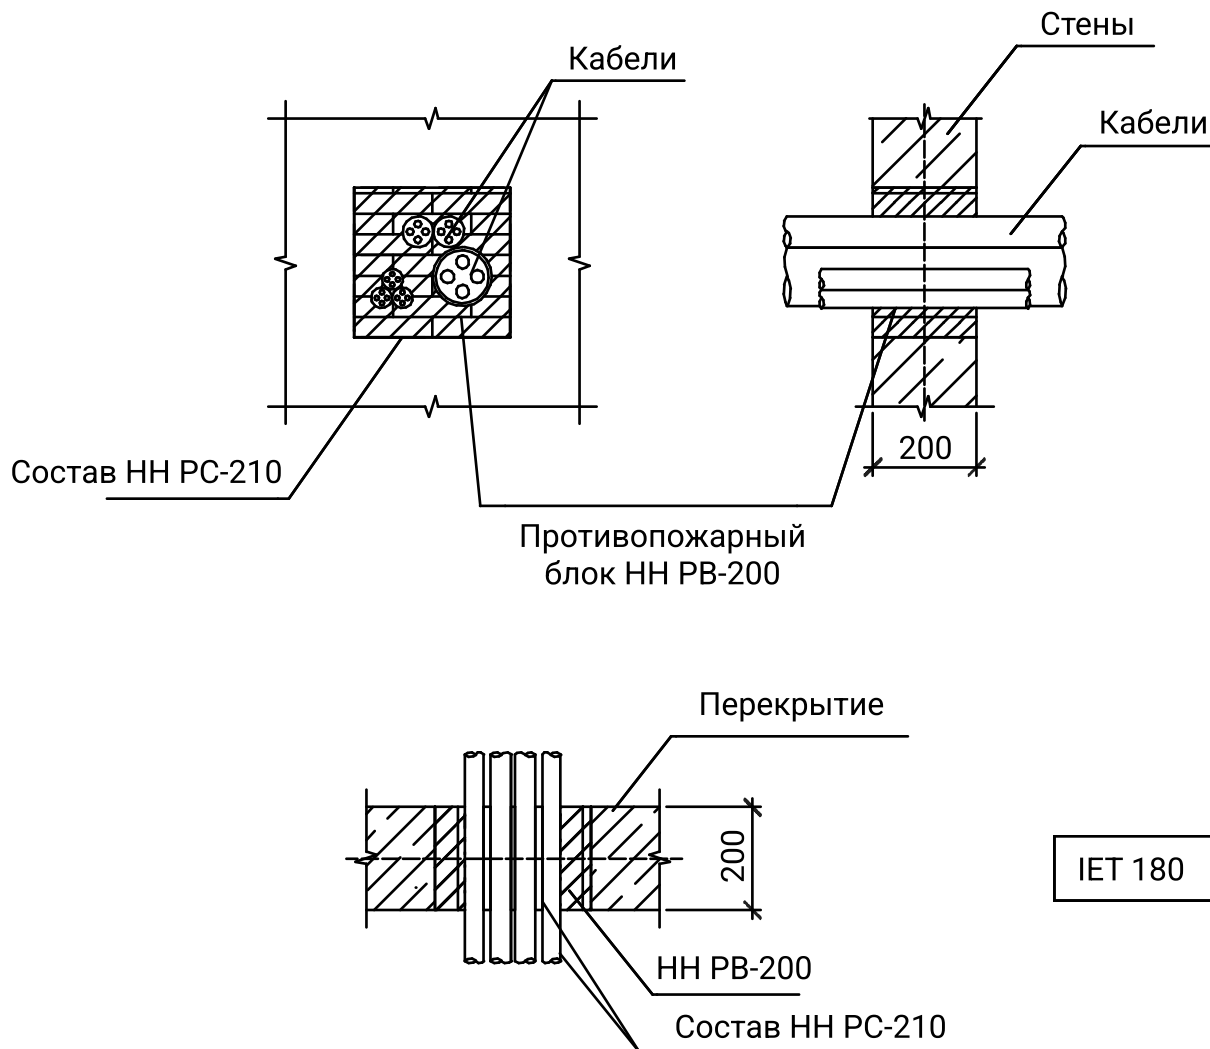 Стены
Кабели
Кабели
200
Состав НН РС-210
Противопожарный
блок НН РВ-200
Перекрытие
200
IET 180
НН РВ-200
Состав НН РС-210